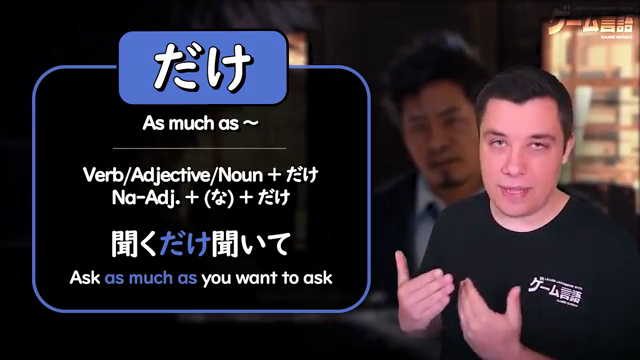 だけ
As much as ～
Verb/Adjective/Noun + だけ
Na-Adj. + (な) + だけ
聞くだけ聞いて
Ask as much as you want to ask
ゲーム言語
ゲーム言語